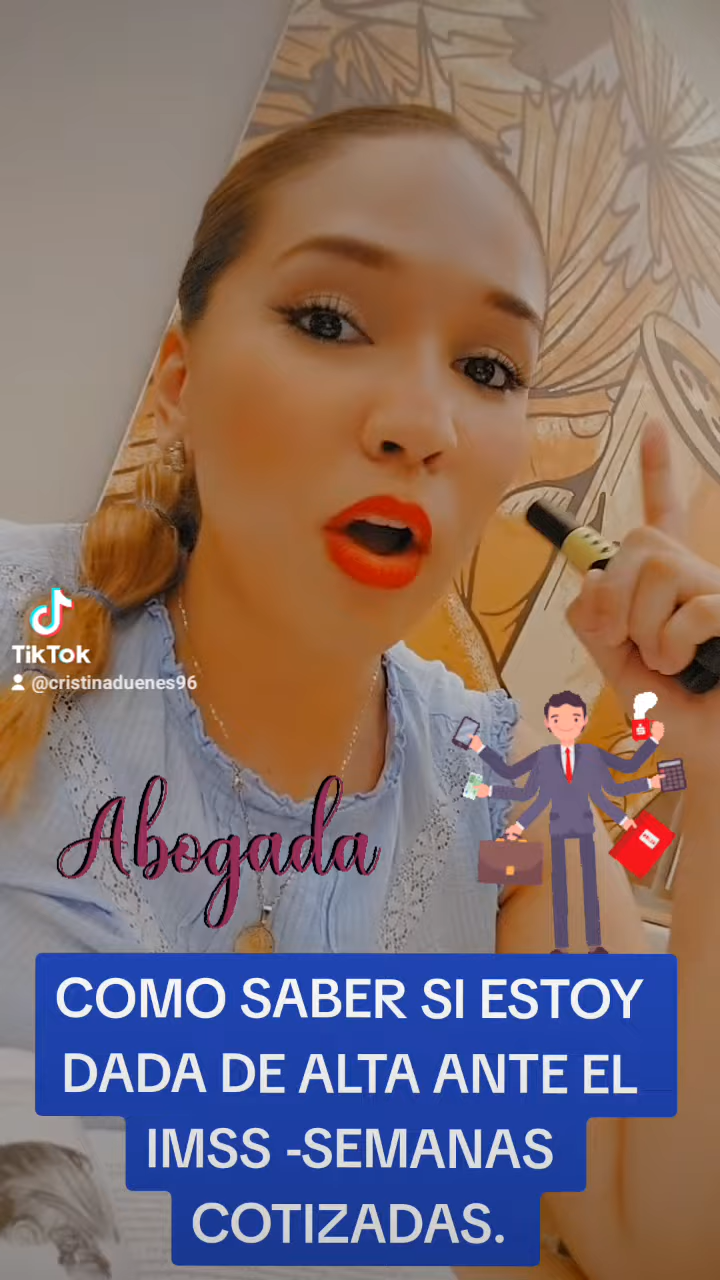 TikTok
@cristinaduenes96
Abogada
COMO SABER SI ESTOY
DADA DE ALTA ANTE EL
IMSS -SEMANAS
COTIZADAS.